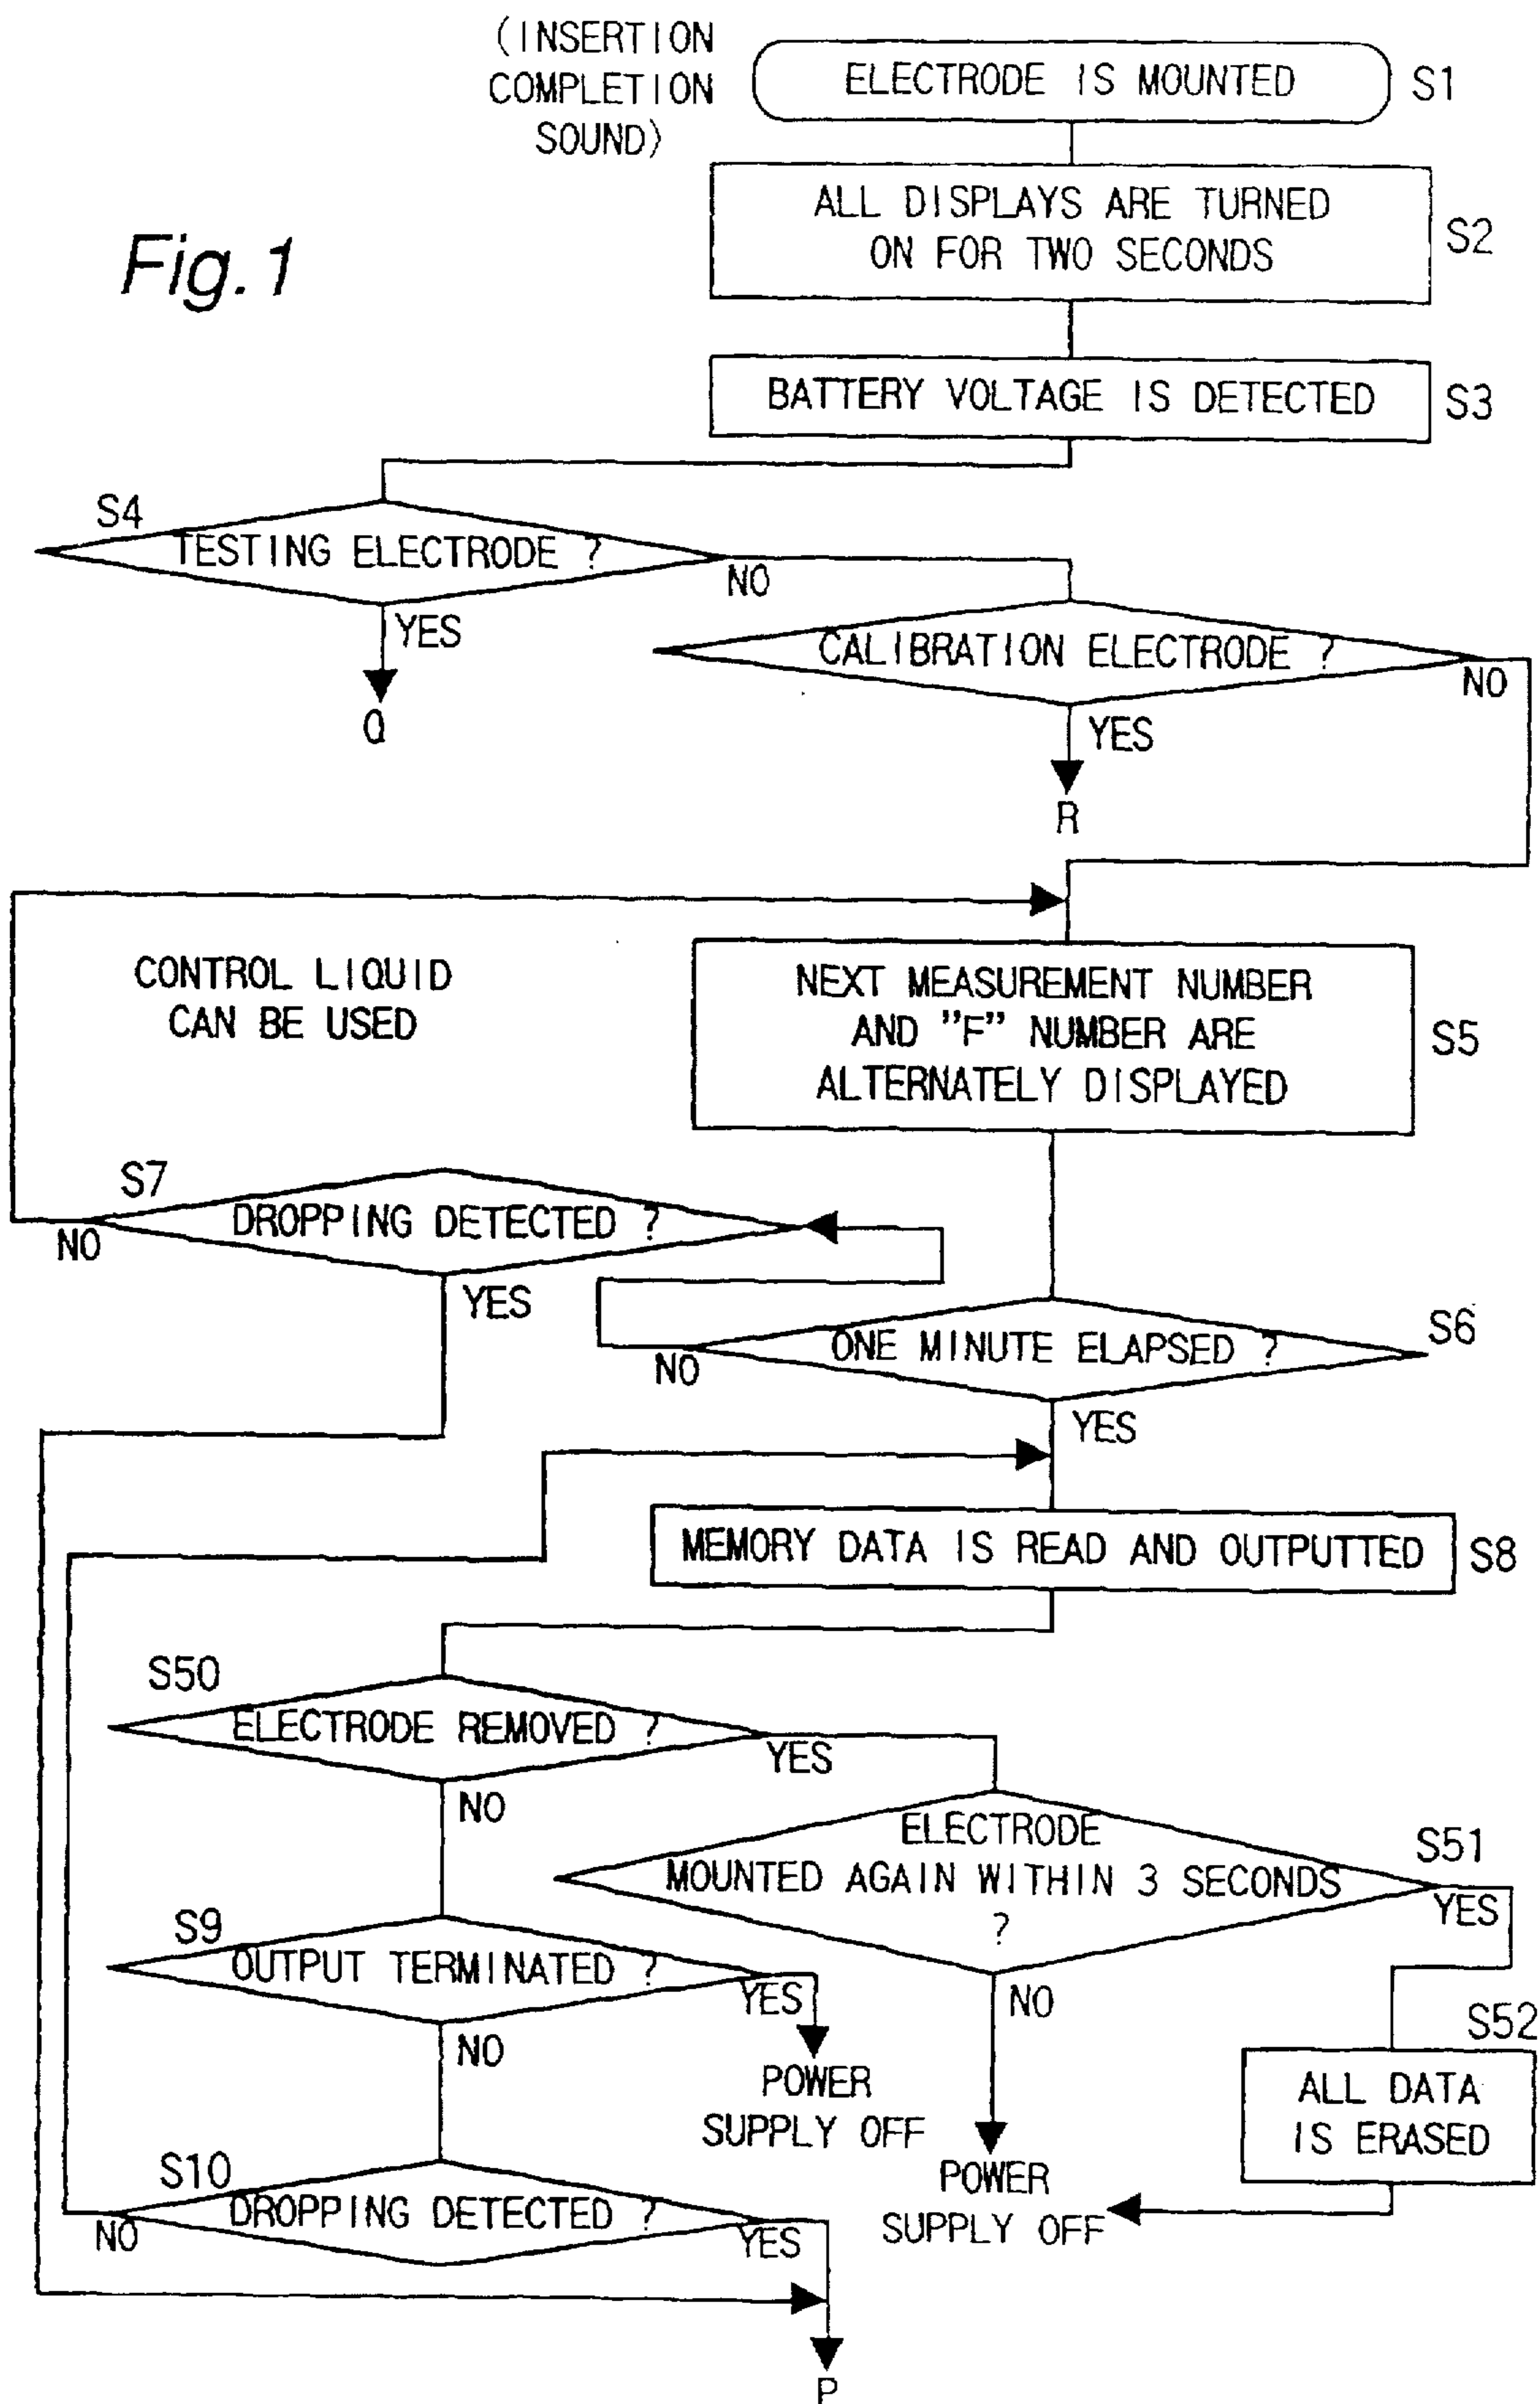 (INSERTION
COMPLETION
SOUND)
ELECTRODE IS MOUNTED
S1
ALL DISPLAYS ARE TURNED
ON FOR TWO SECONDS
S2
Fig. 1
BATTERY VOLTAGE IS DETECTED
S3
S4
TESTING ELECTRODE ?
NO
YES
Q
CALIBRATION ELECTRODE ?
NO
YES
R
CONTROL LIQUID
CAN BE USED
NEXT MEASUREMENT NUMBER
AND "F" NUMBER ARE
ALTERNATELY DISPLAYED
S5
S7
DROPPING DETECTED ?
NO
YES
S6
ONE MINUTE ELAPSED ?
NO
YES
MEMORY DATA IS READ AND OUTPUTTED
S8
S50
ELECTRODE REMOVED ?
YES
NO
ELECTRODE
MOUNTED AGAIN WITHIN 3 SECONDS
?
S51
YES
NO
S9
OUTPUT TERMINATED ?
YES
NO
POWER
SUPPLY OFF
S52
ALL DATA
IS ERASED
POWER
SUPPLY OFF
S10
DROPPING DETECTED ?
NO
YES
P